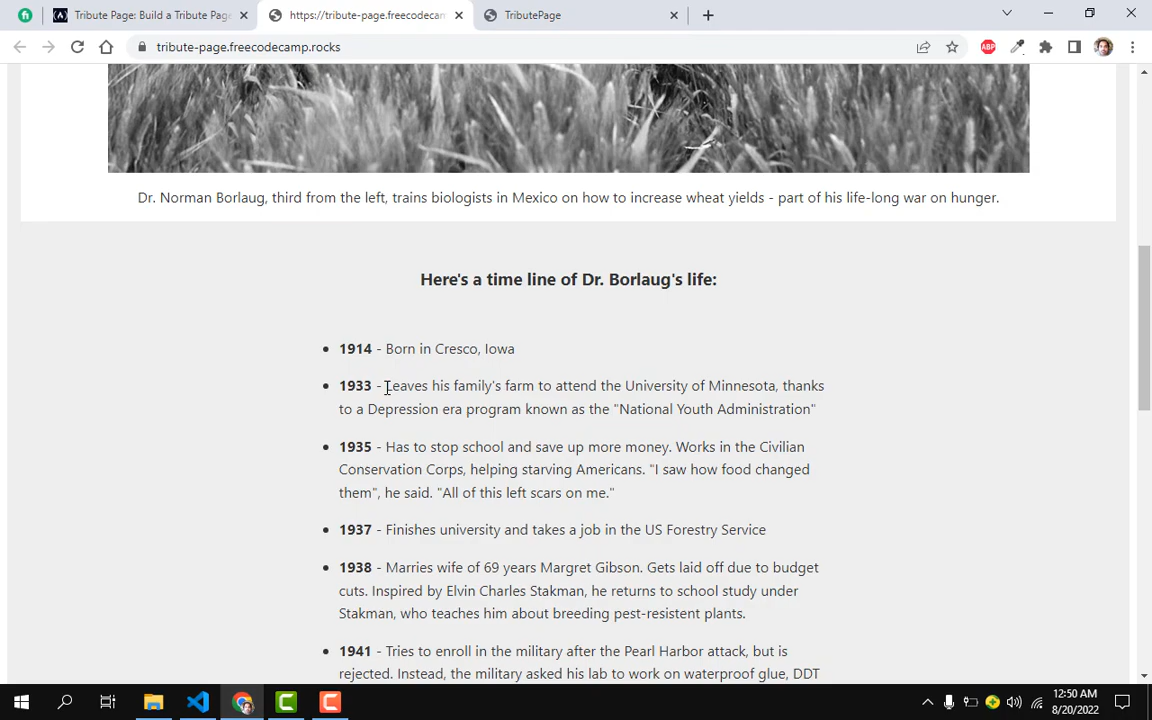 Tribute Page: Build a Tribute Page
https://tribute-page.freecodecam
TributePage
tribute-page.freecodecamp.rocks
ABP
Dr. Norman Borlaug, third from the left, trains biologists in Mexico on how to increase wheat yields - part of his life-long war on hunger.
Here's a time line of Dr. Borlaug's life:
1914 - Born in Cresco, Iowa
1933 - Leaves his family's farm to attend the University of Minnesota, thanks
to a Depression era program known as the "National Youth Administration"
1935 - Has to stop school and save up more money. Works in the Civilian
Conservation Corps, helping starving Americans. "I saw how food changed
them", he said. "All of this left scars on me."
1937 - Finishes university and takes a job in the US Forestry Service
1938 - Marries wife of 69 years Margret Gibson. Gets laid off due to budget
cuts. Inspired by Elvin Charles Stakman, he returns to school study under
Stakman, who teaches him about breeding pest-resistent plants.
1941 - Tries to enroll in the military after the Pearl Harbor attack, but is
rejected. Instead, the military asked his lab to work on waterproof glue, DDT
12:50 AM
8/20/2022